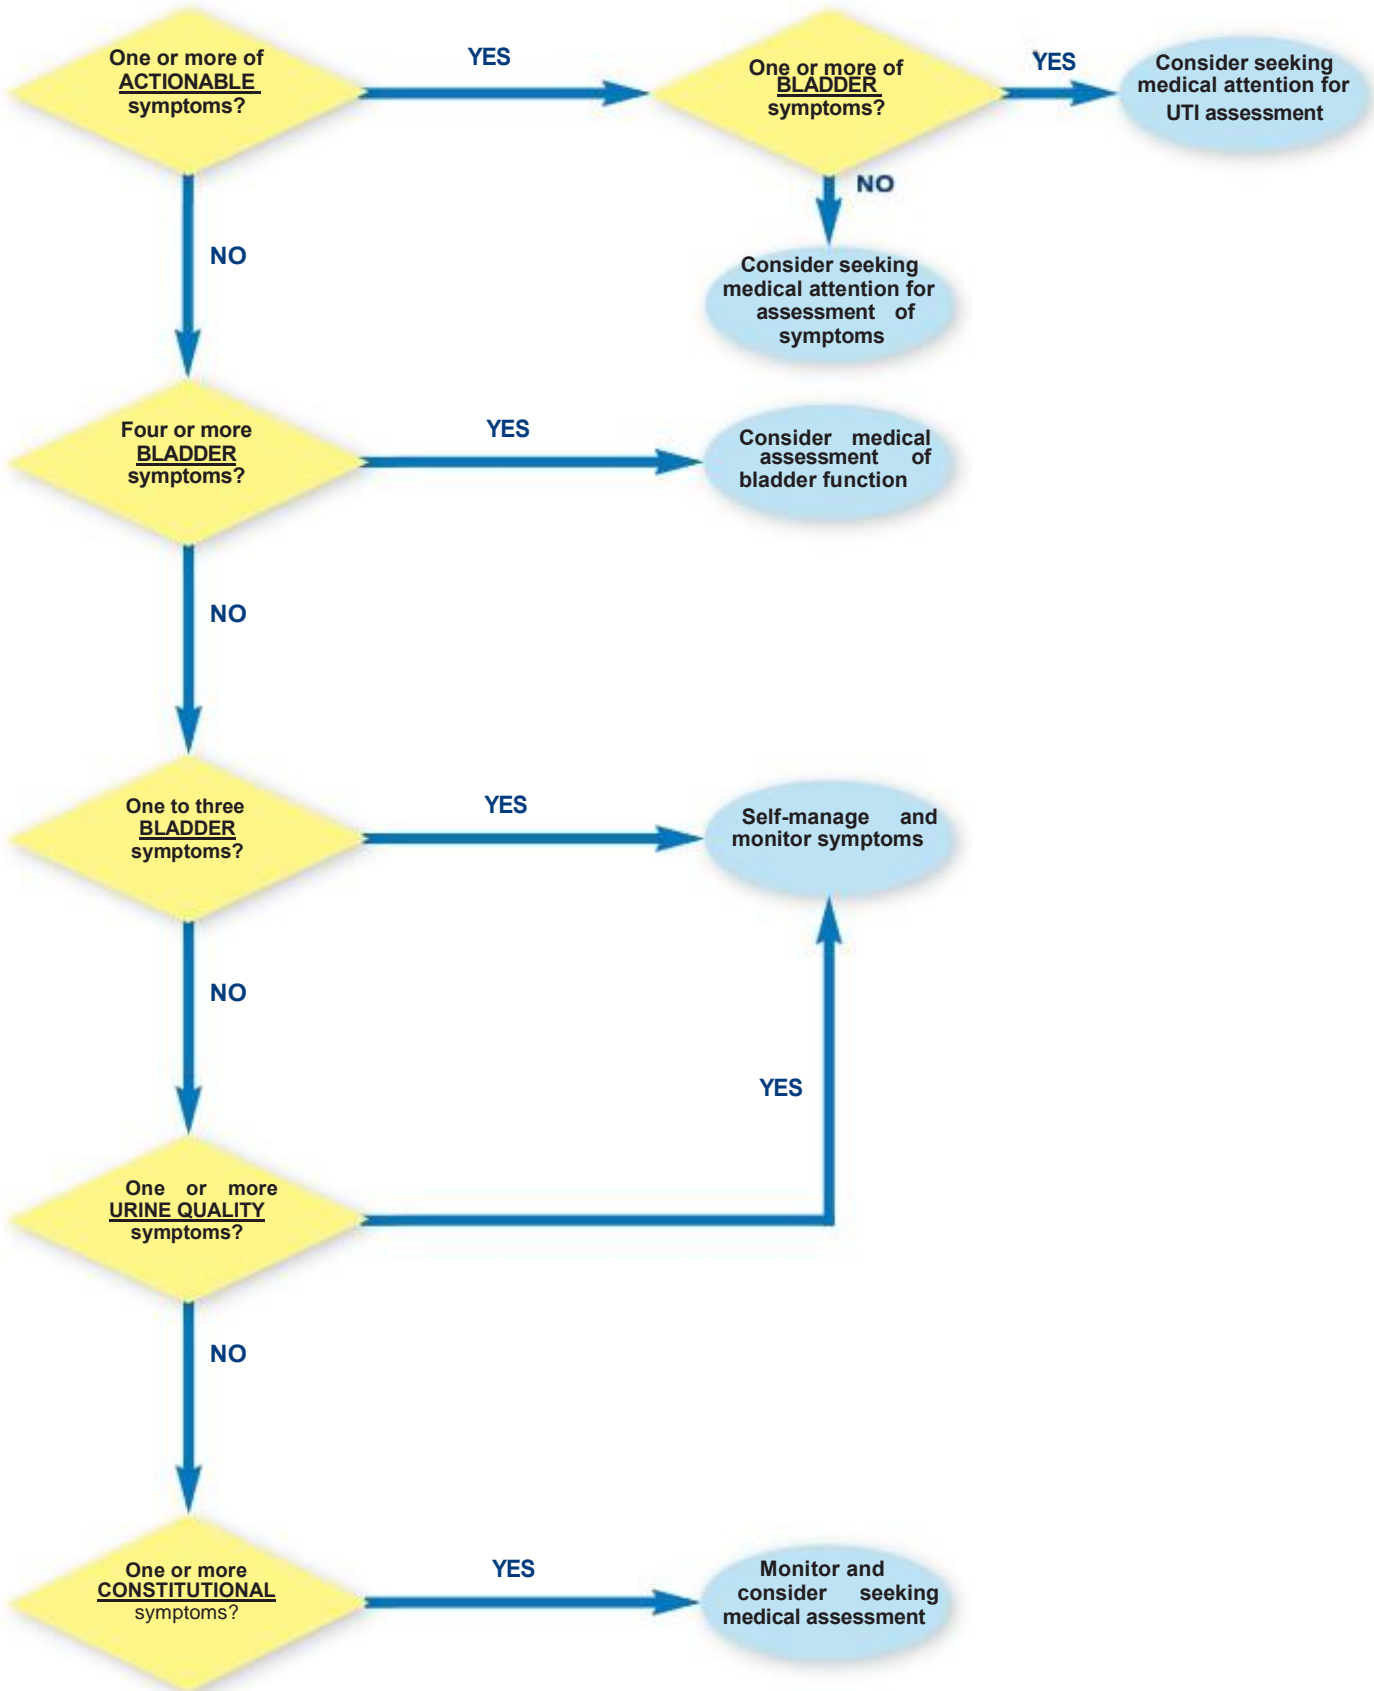 One or more of
ACTIONABLE
symptoms?
YES
One or more of
BLADDER
symptoms?
YES
Consider seeking
medical attention for
UTI assessment
NO
NO
Consider seeking
medical attention for
assessment of
symptoms
Four or more
BLADDER
symptoms?
YES
Consider medical
assessment of
bladder function
NO
One to three
BLADDER
symptoms?
YES
Self-manage and
monitor symptoms
NO
YES
One or more
URINE QUALITY
symptoms?
NO
One or more
CONSTITUTIONAL
symptoms?
YES
Monitor and
consider seeking
medical assessment